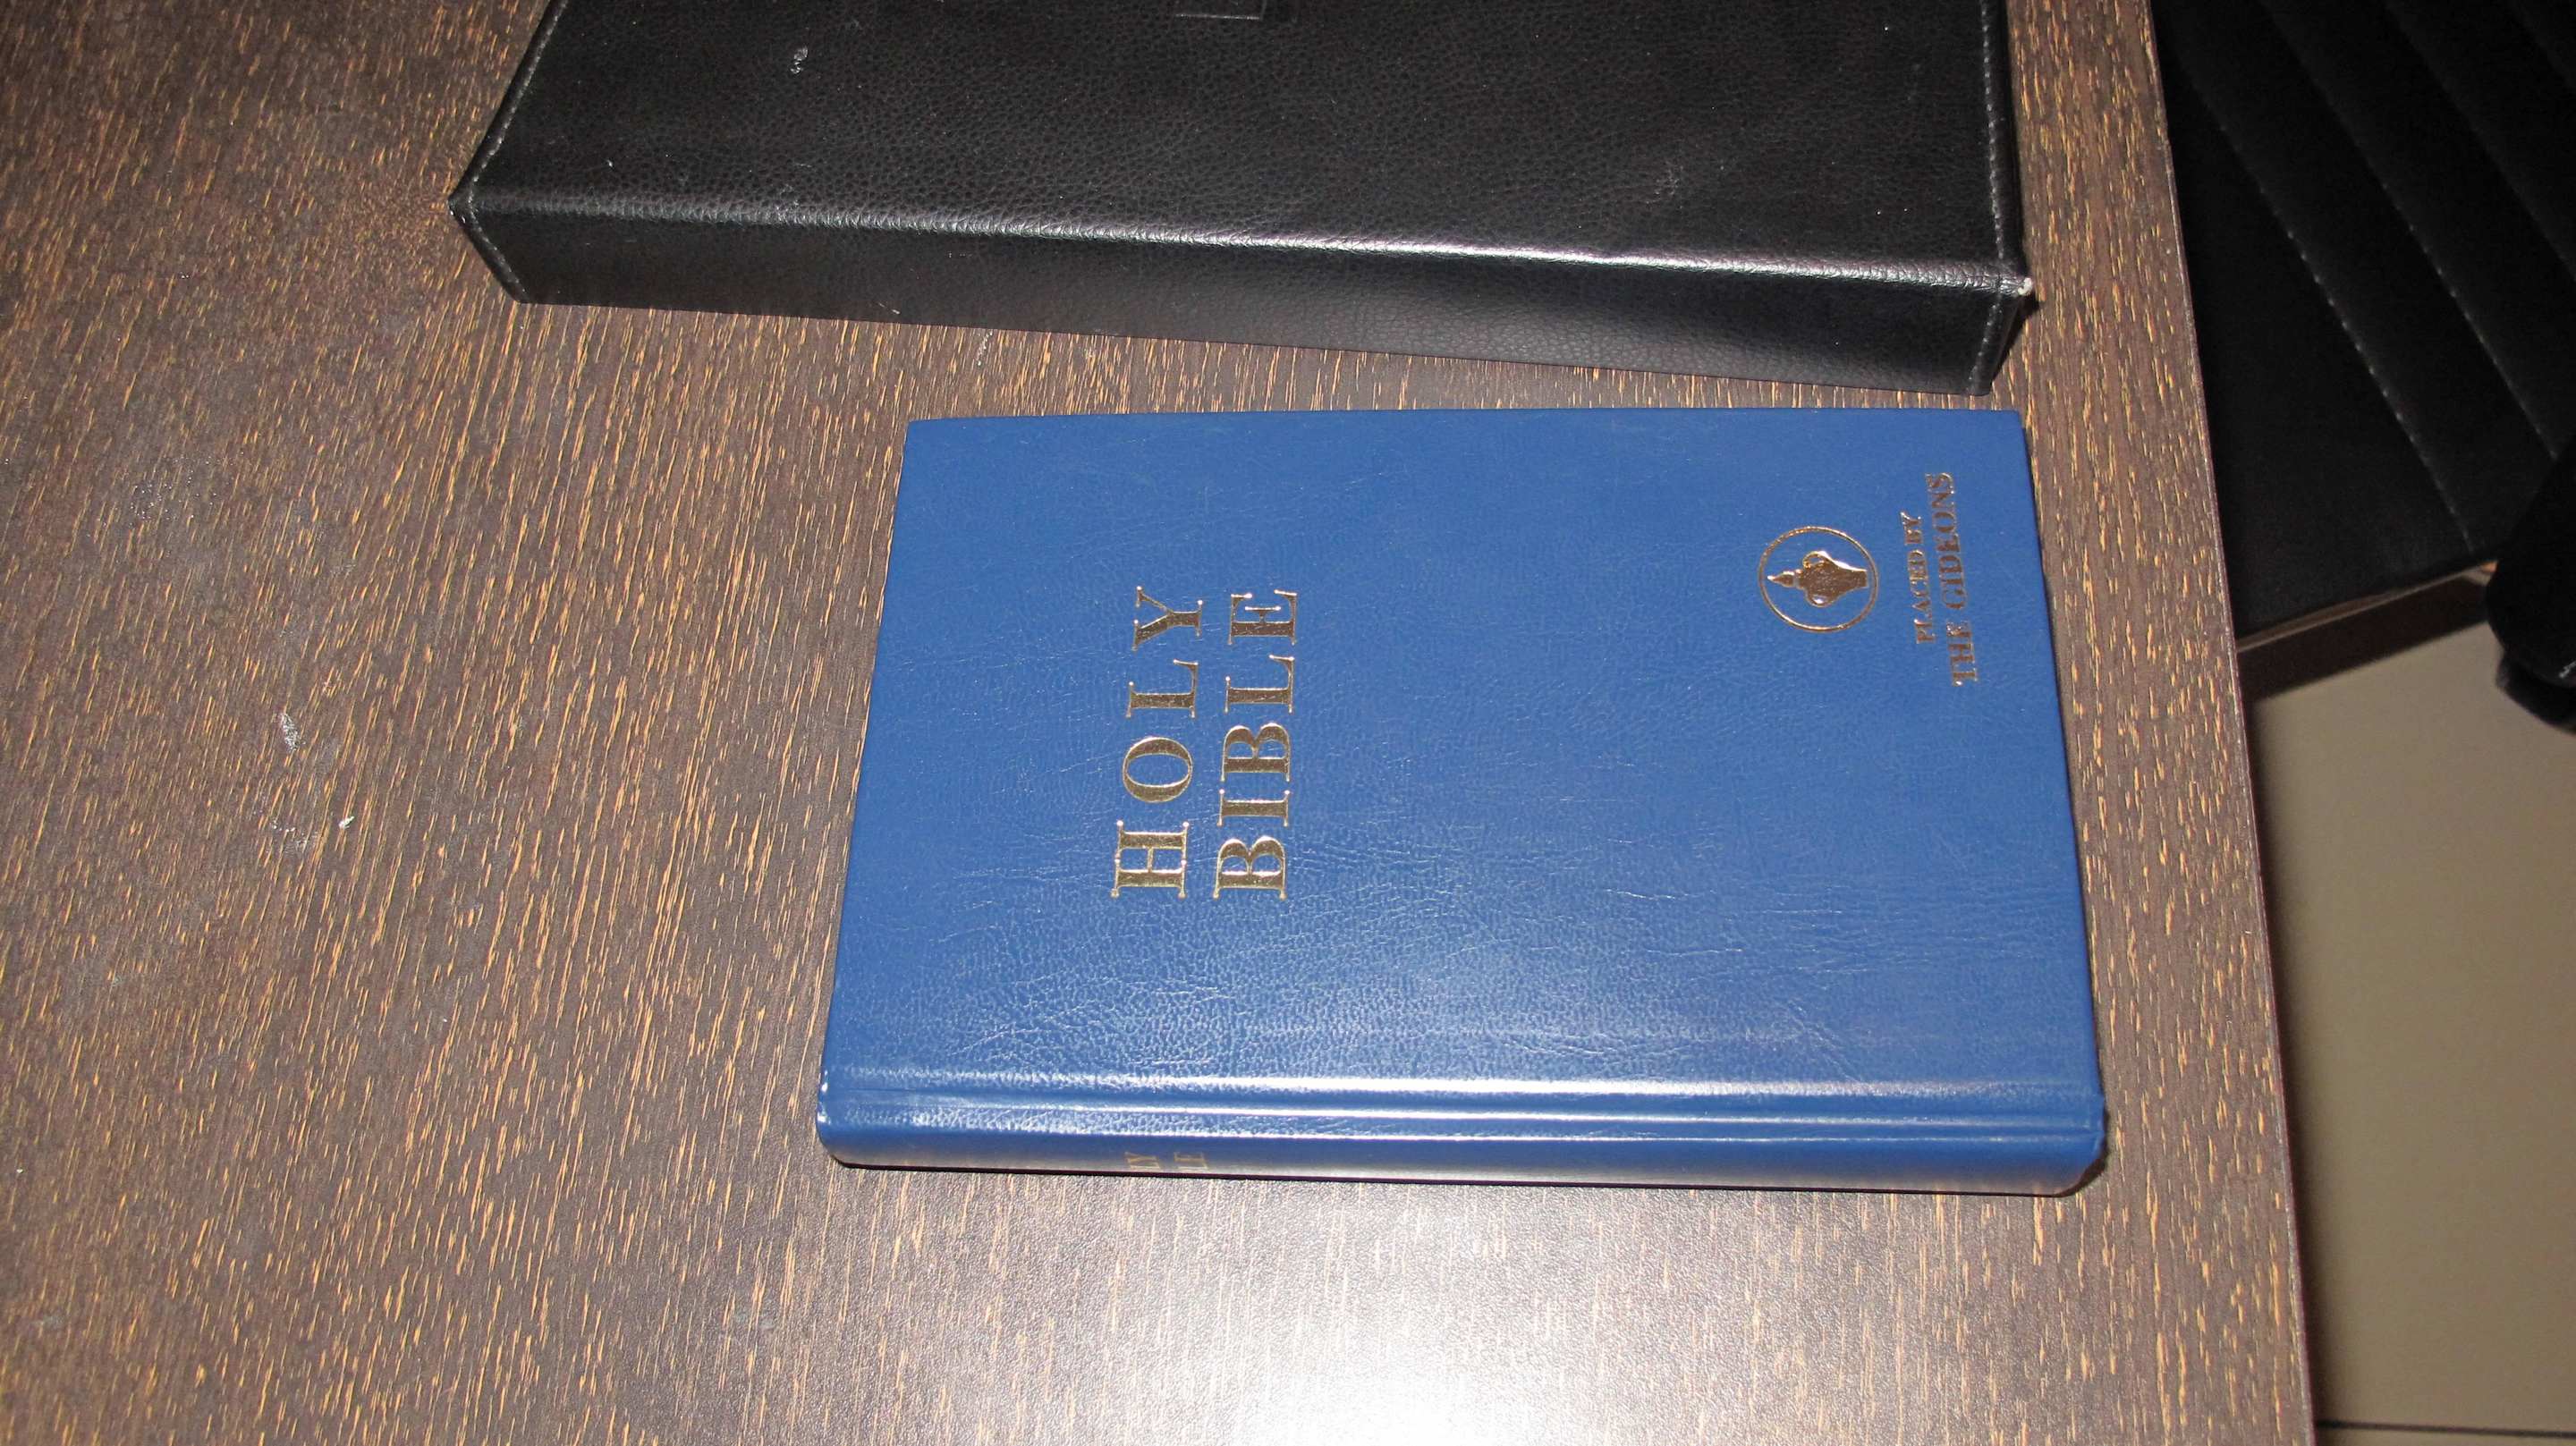 HOLY
BIBLE
PLACED BY
THE GIDEONS